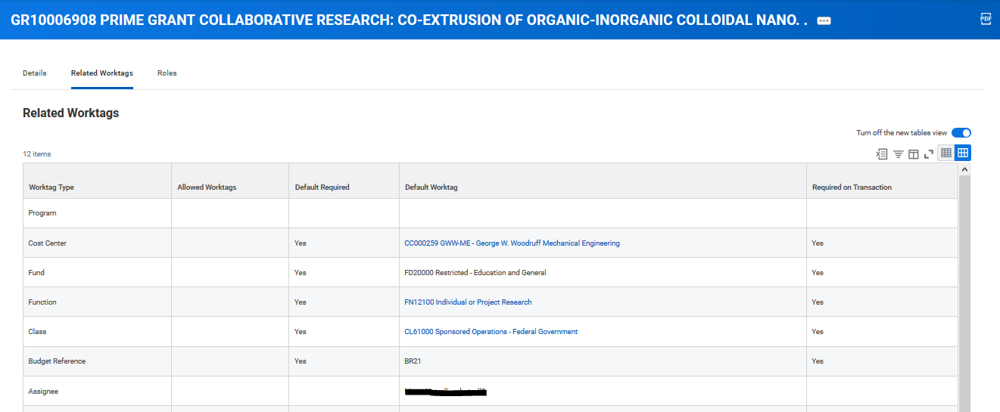 GR10006908 PRIME GRANT COLLABORATIVE RESEARCH: CO-EXTRUSION OF ORGANIC-INORGANIC COLLOIDAL NANO. .
PDF
Details Related Worktags Roles
Related Worktags
Turn off the new tables view
12 items
Worktag Type Allowed Worktags Default Required Default Worktag Required on Transaction
Program
Cost Center Yes CC000259 GWW-ME - George W. Woodruff Mechanical Engineering Yes
Fund Yes FD20000 Restricted - Education and General Yes
Function Yes FN12100 Individual or Project Research Yes
Class Yes CL61000 Sponsored Operations - Federal Government Yes
Budget Reference Yes BR21 Yes
Assignee